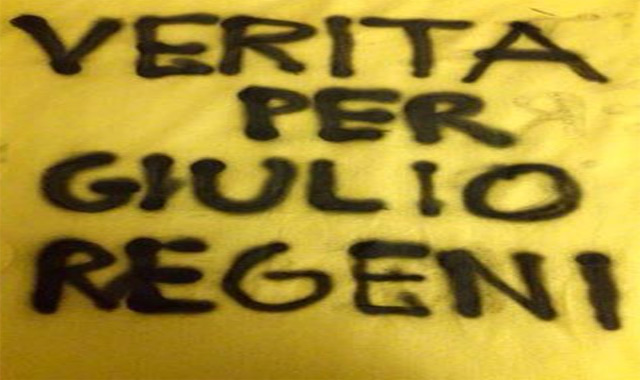 VERITA
PER
GIULIO
REGENI